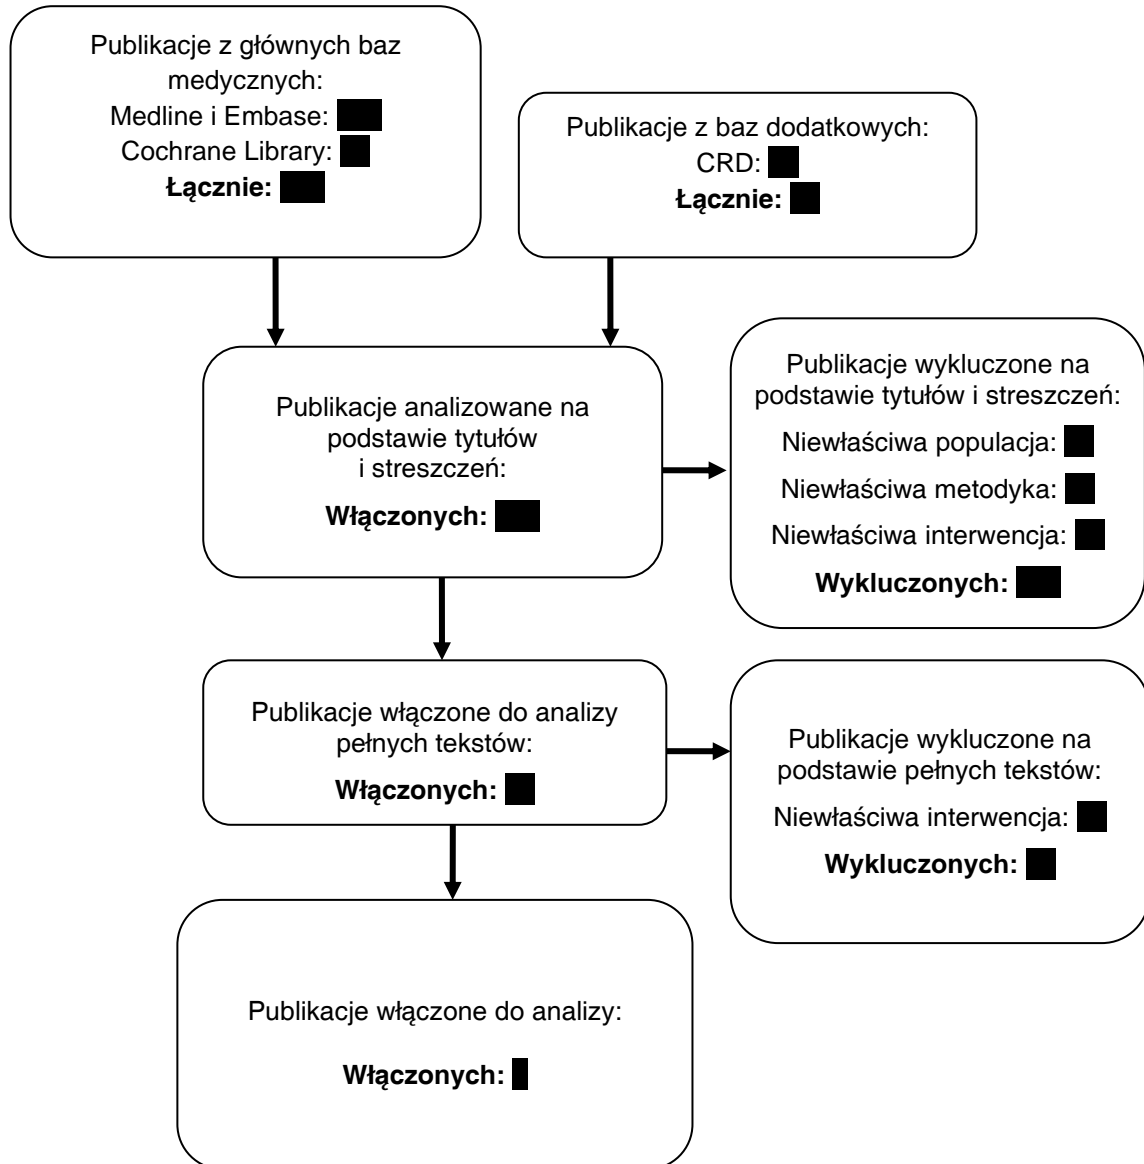 Publikacje z głównych baz
medycznych:
Medline i Embase:
Cochrane Library:
Łącznie:
Publikacje z baz dodatkowych:
CRD:
Łącznie:
Publikacje analizowane na
podstawie tytułów
i streszczeń:
Włączonych:
Publikacje wykluczone na
podstawie tytułów i streszczeń:
Niewłaściwa populacja:
Niewłaściwa metodyka:
Niewłaściwa interwencja:
Wykluczonych:
Publikacje włączone do analizy
pełnych tekstów:
Włączonych:
Publikacje wykluczone na
podstawie pełnych tekstów:
Niewłaściwa interwencja:
Wykluczonych:
Publikacje włączone do analizy:
Włączonych: